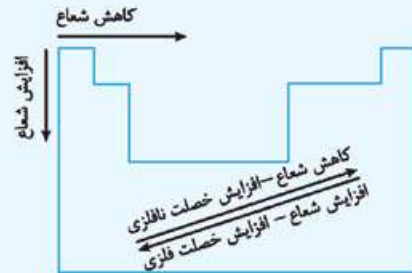 کاهش شعاع
افزایش شعاع
کاهش شعاع – افزایش خصلت نافلزی
افزایش شعاع – افزایش خصلت فلزی